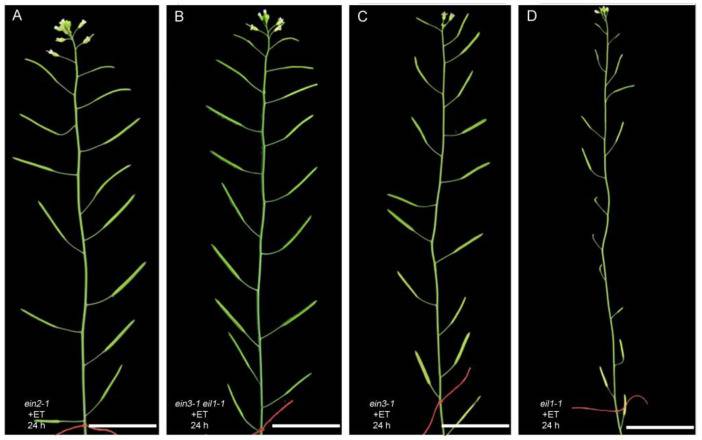 A
B
C
D
ein2-1
+ET
24 h
ein3-1 eil1-1
+ET
24 h
ein3-1
+ET
24 h
eil1-1
+ET
24 h